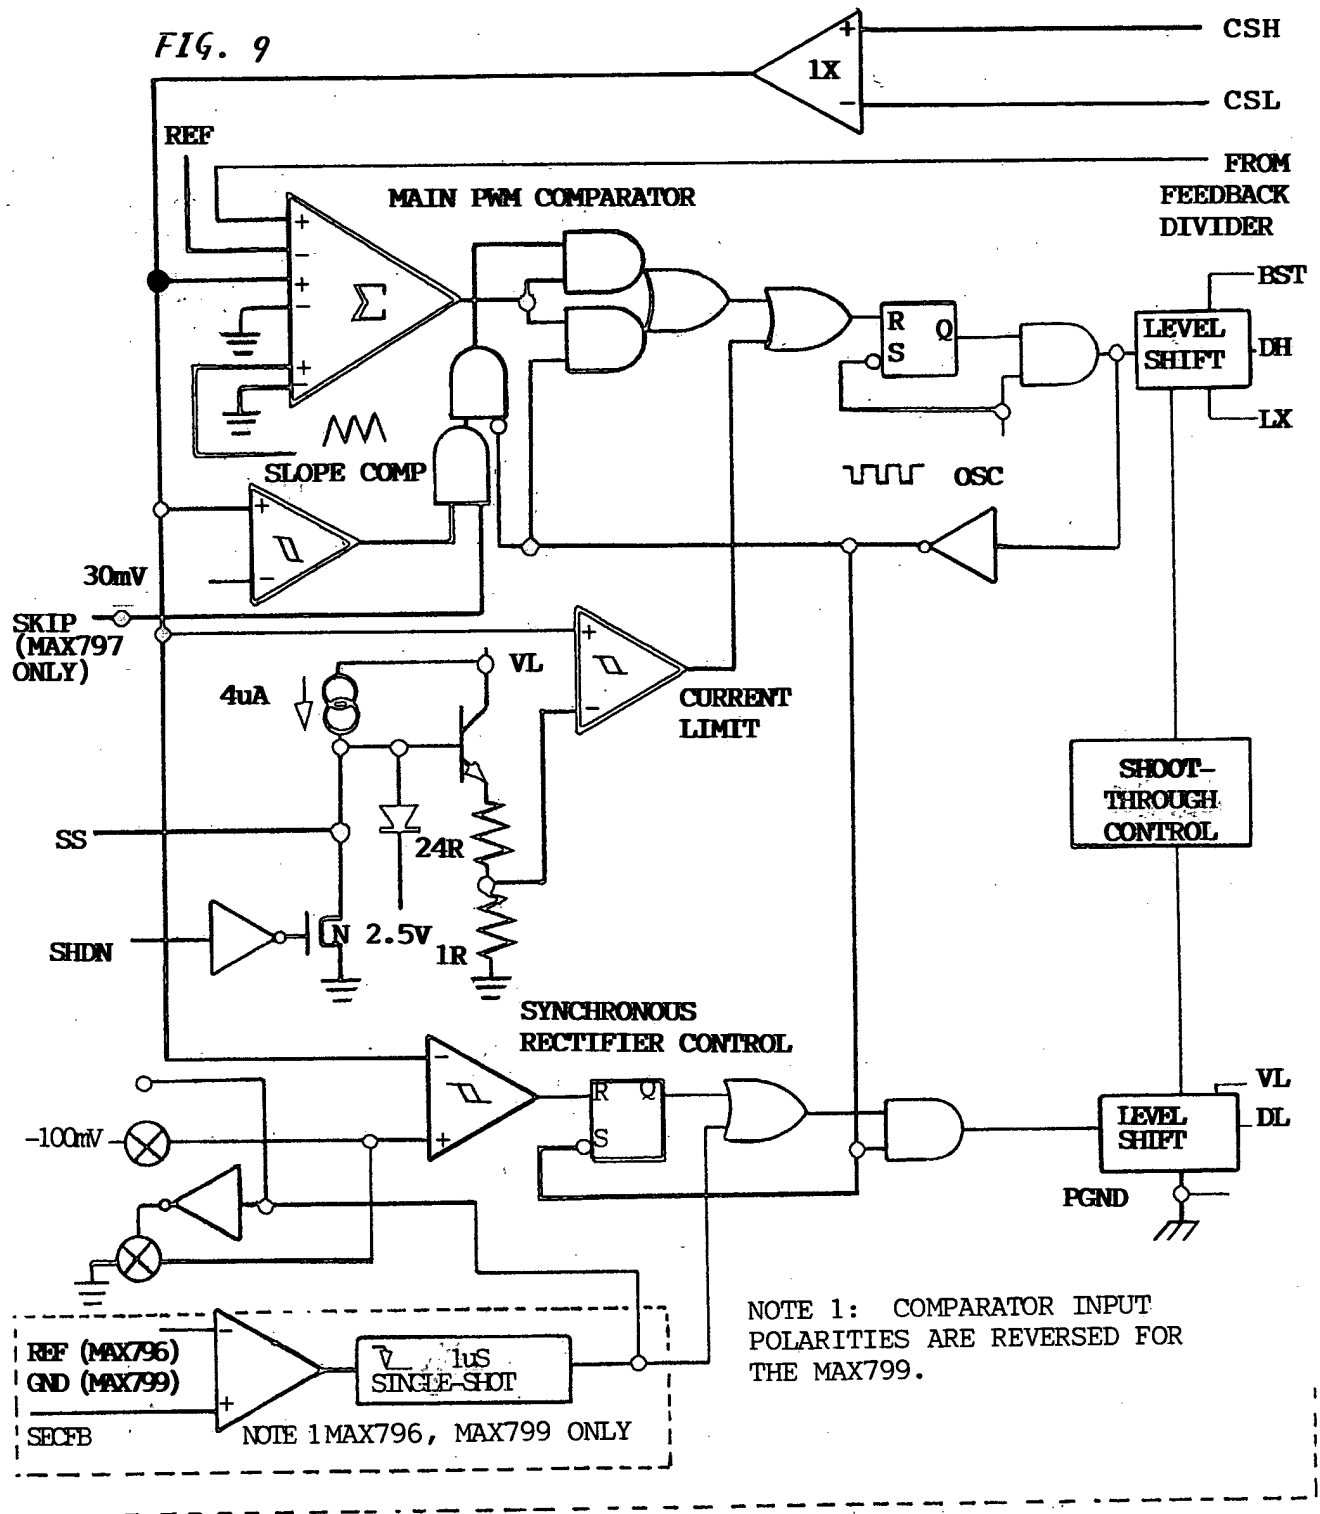 FIG. 9
CSH
1X
+
-
CSL
REF
FROM
FEEDBACK
DIVIDER
MAIN PWM COMPARATOR
+
-
+
-
+
-
Σ
BST
R Q
S
LEVEL
SHIFT
DH
LX
SLOPE COMP
OSC
+
-
30mV
SKIP
(MAX797
ONLY)
+
-
VL
4uA
CURRENT
LIMIT
SHOOT-
THROUGH
CONTROL
SS
24R
SHDN
N
2.5V
1R
SYNCHRONOUS
RECTIFIER CONTROL
-
+
R Q
S
VL
LEVEL
SHIFT
DL
-100mV
PGND
NOTE 1: COMPARATOR INPUT
POLARITIES ARE REVERSED FOR
THE MAX799.
-
REF (MAX796)
GND (MAX799)
1uS
SINGLE-SHOT
+
SECFB
NOTE 1 MAX796, MAX799 ONLY